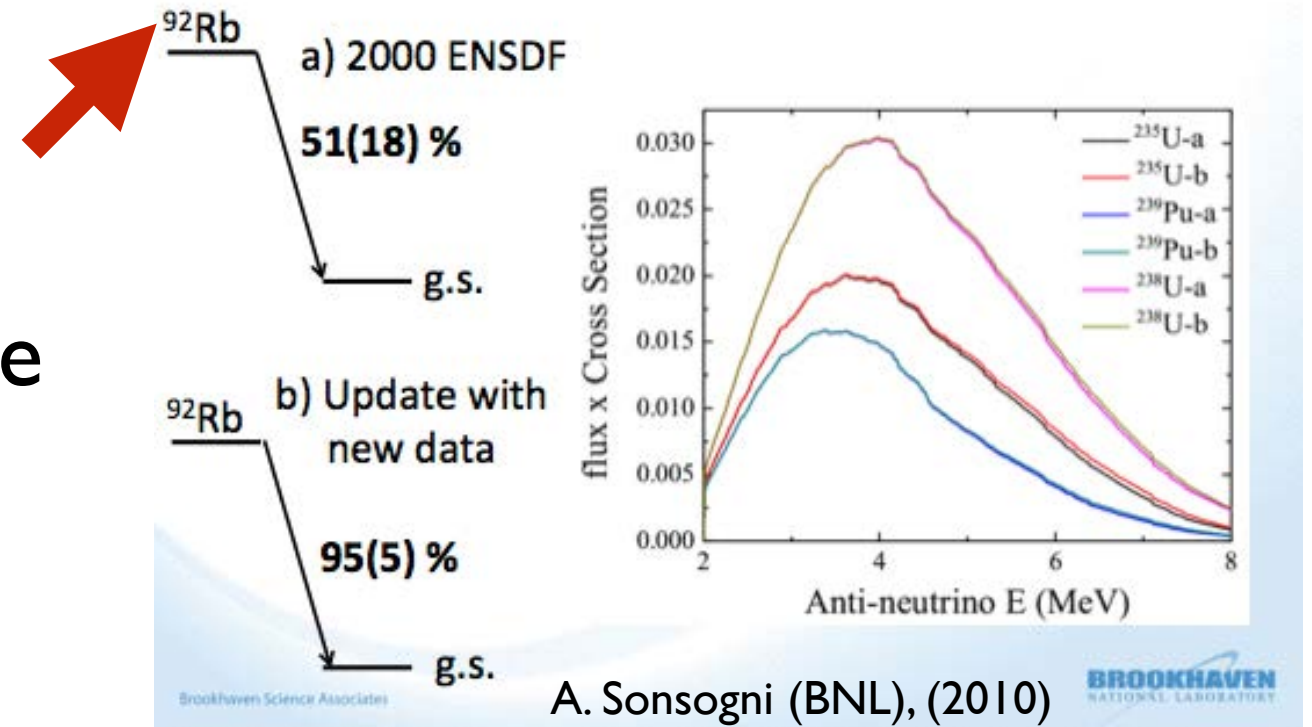 ⁹²Rb
a) 2000 ENSDF
51(18) %
g.s.
e
⁹²Rb
b) Update with
new data
95(5) %
g.s.
flux x Cross Section
0.030
0.025
0.020
0.015
0.010
0.005
0.000
2
4
6
8
Anti-neutrino E (MeV)
²³⁵U-a
²³⁵U-b
²³⁹Pu-a
²³⁹Pu-b
²³⁸U-a
²³⁸U-b
Brookhaven Science Associates
A. Sonsogni (BNL), (2010)
BROOKHAVEN
NATIONAL LABORATORY